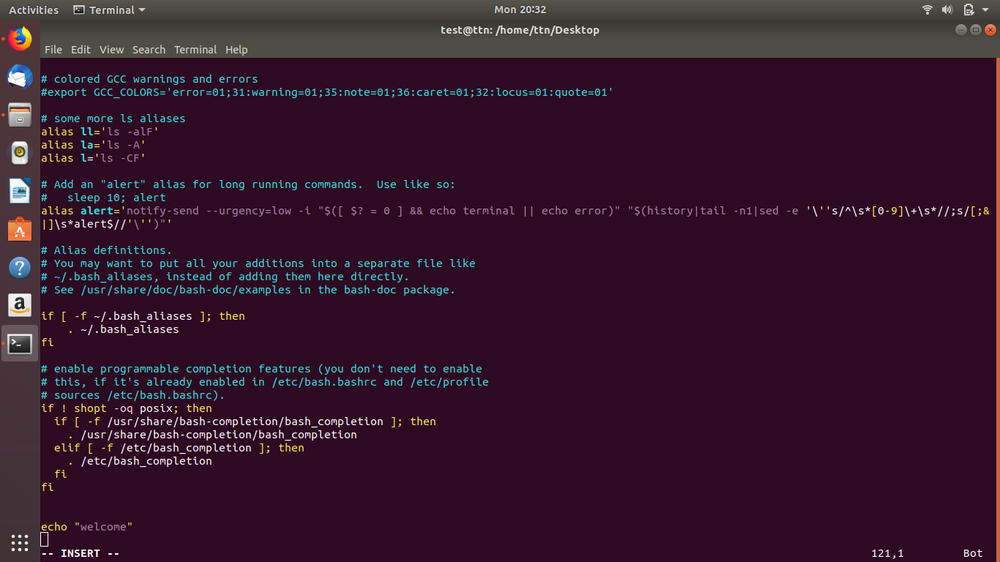 Activities Terminal Mon 20:32
test@ttn: /home/ttn/Desktop
File Edit View Search Terminal Help
# colored GCC warnings and errors
#export GCC_COLORS='error=01;31:warning=01;35:note=01;36:caret=01;32:locus=01:quote=01'
# some more ls aliases
alias ll='ls -alF'
alias la='ls -A'
alias l='ls -CF'
# Add an "alert" alias for long running commands.  Use like so:
#   sleep 10; alert
alias alert='notify-send --urgency=low -i "$([ $? = 0 ] && echo terminal || echo error)" "$(history|tail -n1|sed -e '\''s/^\s*[0-9]\+\s*//;s/[;&
|]\s*alert$//'\'')"'
# Alias definitions.
# You may want to put all your additions into a separate file like
# ~/.bash_aliases, instead of adding them here directly.
# See /usr/share/doc/bash-doc/examples in the bash-doc package.
if [ -f ~/.bash_aliases ]; then
    . ~/.bash_aliases
fi
# enable programmable completion features (you don't need to enable
# this, if it's already enabled in /etc/bash.bashrc and /etc/profile
# sources /etc/bash.bashrc).
if ! shopt -oq posix; then
  if [ -f /usr/share/bash-completion/bash_completion ]; then
    . /usr/share/bash-completion/bash_completion
  elif [ -f /etc/bash_completion ]; then
    . /etc/bash_completion
  fi
fi
echo "welcome"
-- INSERT -- 121,1 Bot